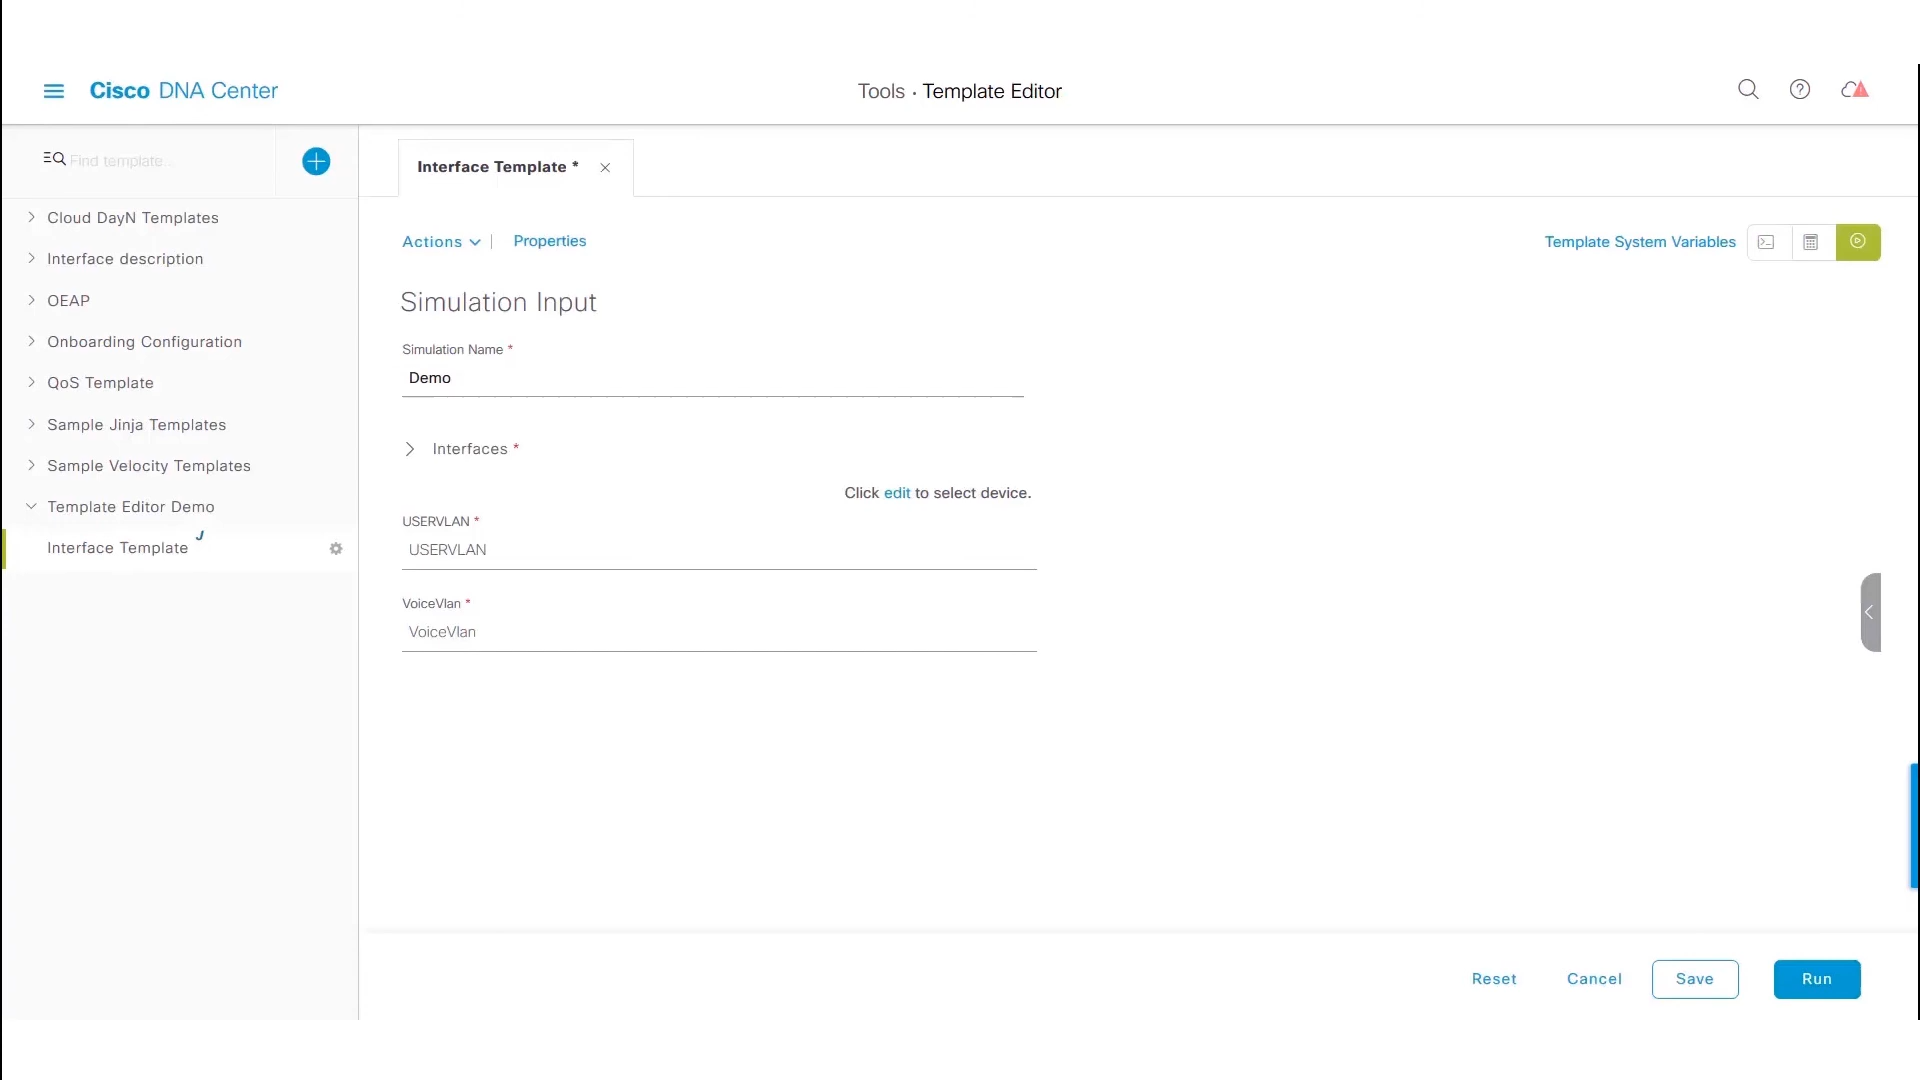 Cisco DNA Center
Tools · Template Editor
Find template...
Interface Template *
Cloud DayN Templates
Interface description
OEAP
Onboarding Configuration
QoS Template
Sample Jinja Templates
Sample Velocity Templates
Template Editor Demo
Interface Template J
Actions | Properties
Template System Variables
Simulation Input
Simulation Name *
Demo
Interfaces *
Click edit to select device.
USERVLAN *
USERVLAN
VoiceVlan *
VoiceVlan
Reset Cancel Save Run